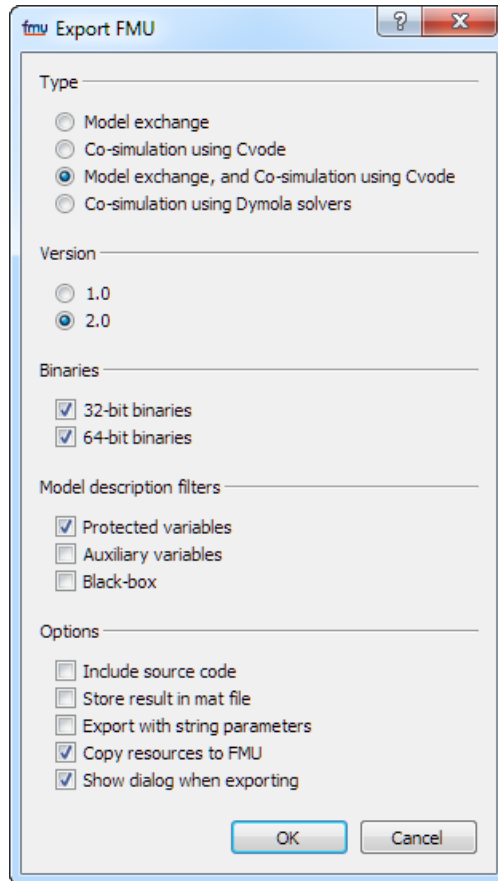 fmu Export FMU
Type
Model exchange
Co-simulation using Cvode
Model exchange, and Co-simulation using Cvode
Co-simulation using Dymola solvers
Version
1.0
2.0
Binaries
32-bit binaries
64-bit binaries
Model description filters
Protected variables
Auxiliary variables
Black-box
Options
Include source code
Store result in mat file
Export with string parameters
Copy resources to FMU
Show dialog when exporting
OK Cancel